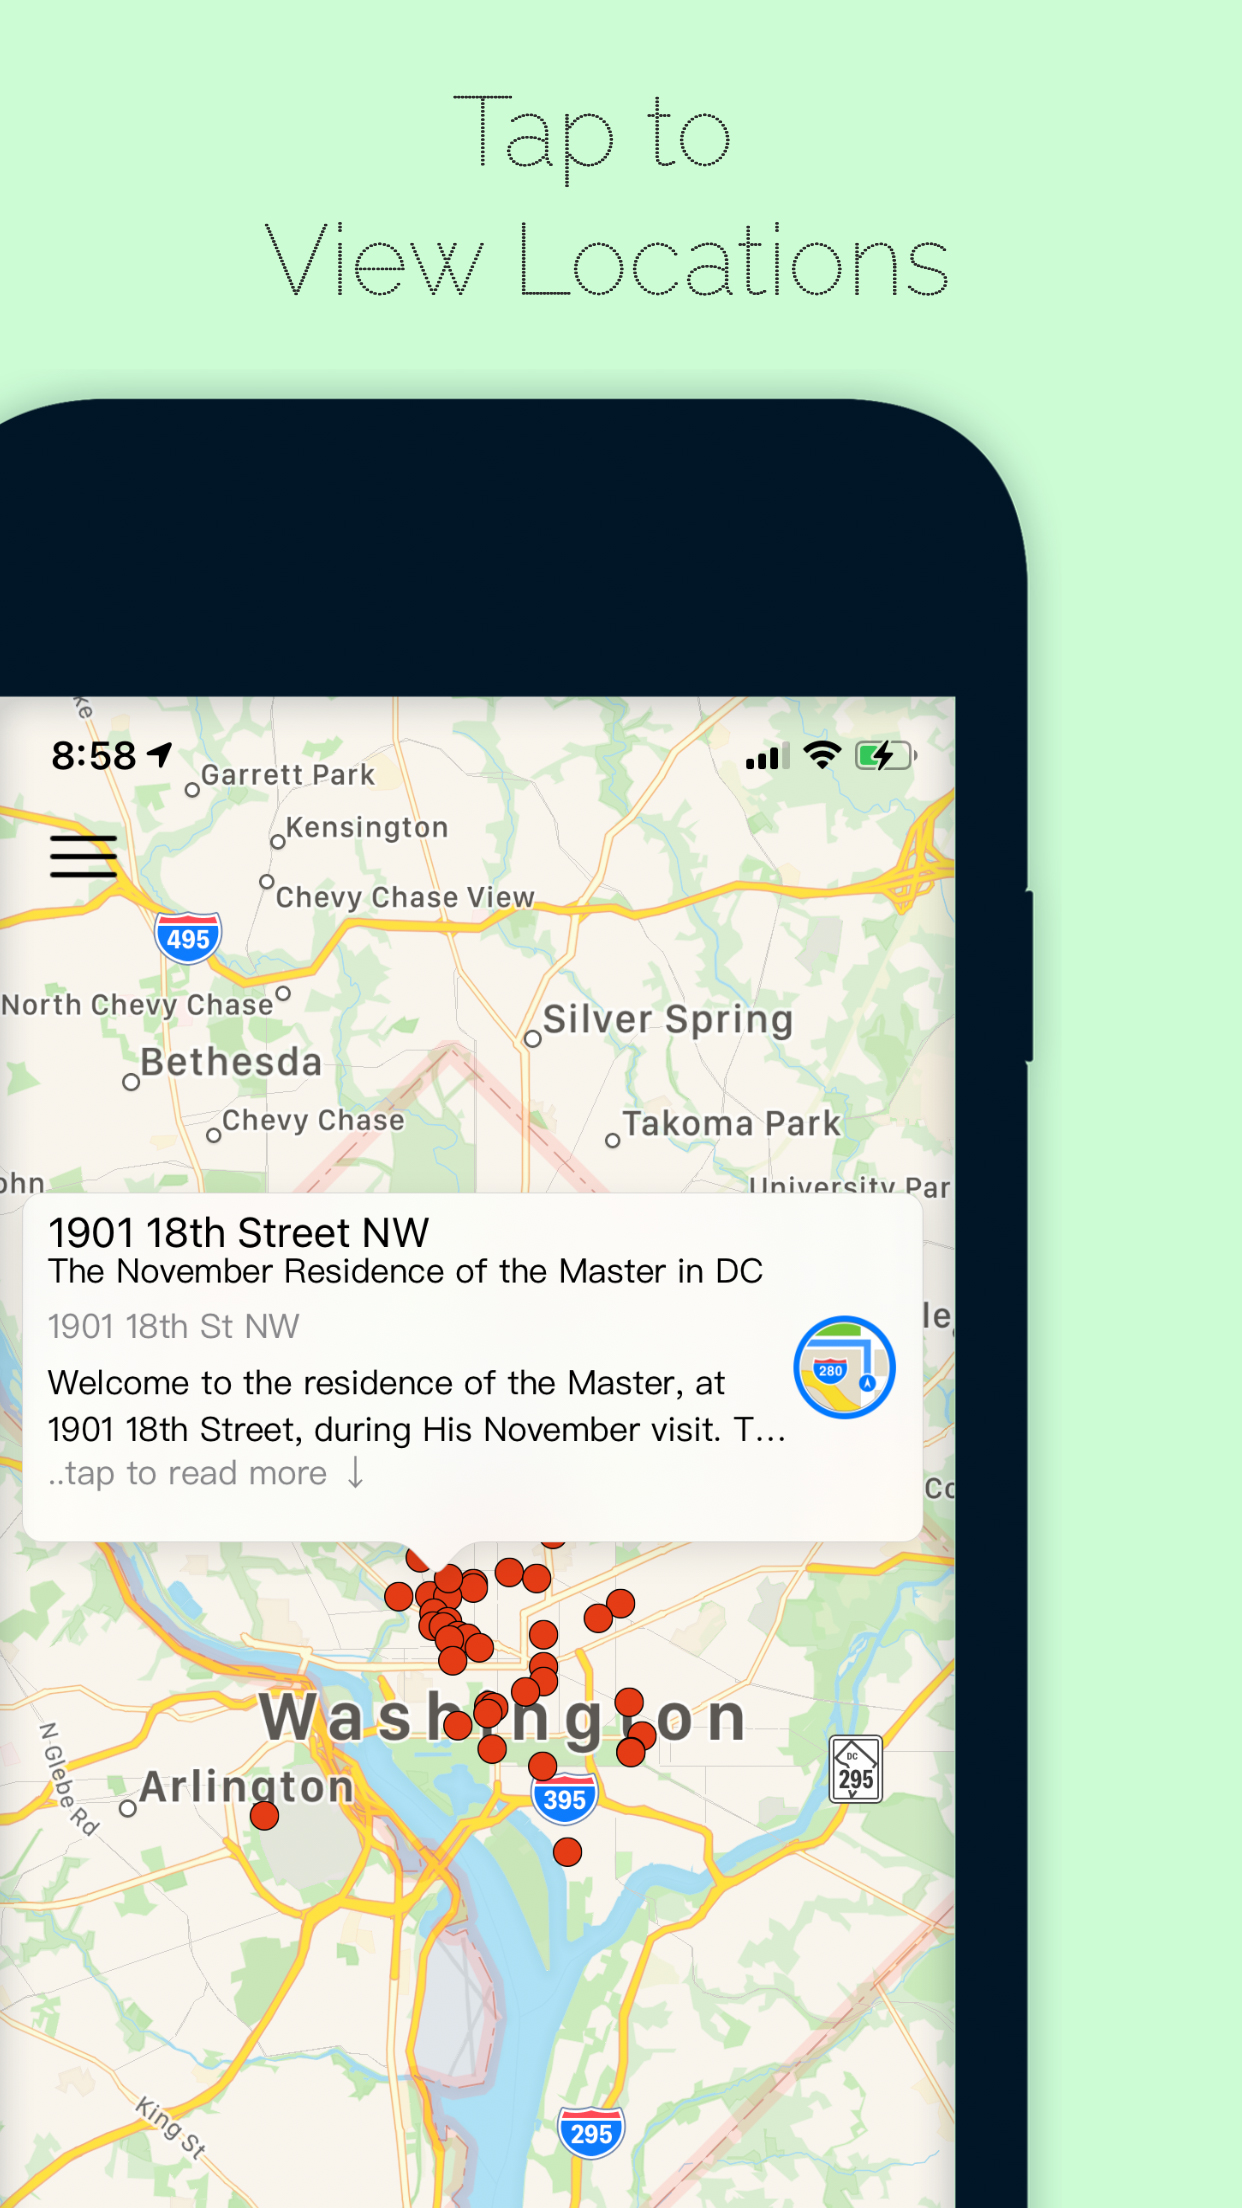 Tap to
View Locations
8:58
Garrett Park
Kensington
Chevy Chase View
495
North Chevy Chase
Silver Spring
Bethesda
Chevy Chase
Takoma Park
University Par
1901 18th Street NW
The November Residence of the Master in DC
1901 18th St NW
280
Welcome to the residence of the Master, at
1901 18th Street, during His November visit. T...
..tap to read more ↓
Washington
N Glebe Rd
Arlington
395
DC
295
King St
295